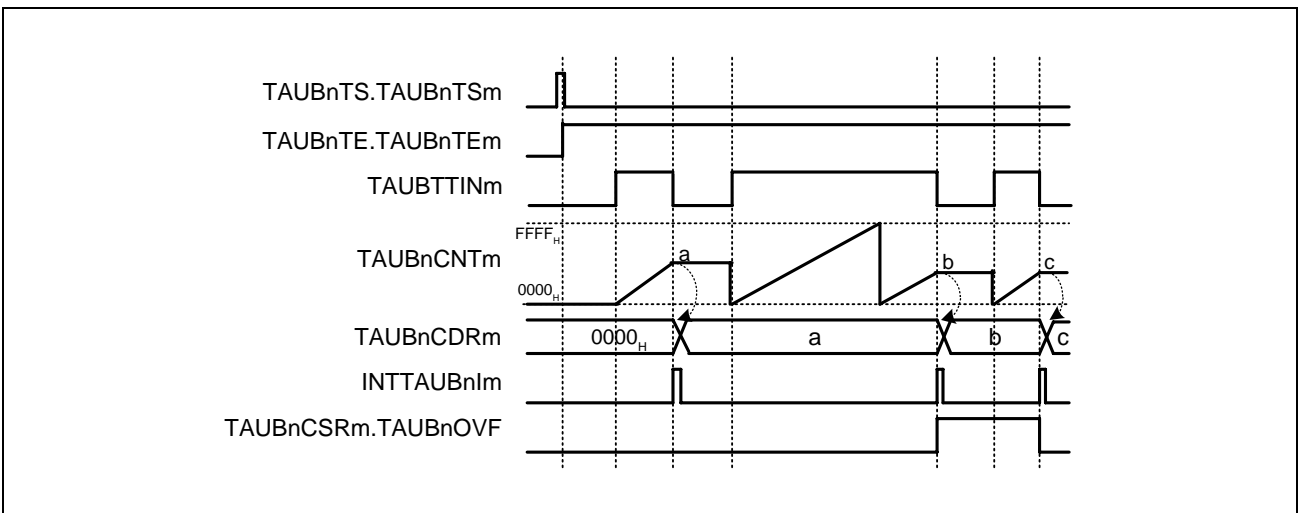 TAUBnTS.TAUBnTSm
TAUBnTE.TAUBnTEm
TAUBTTINm
FFFFH
TAUBnCNTm
a
b
c
0000H
TAUBnCDRm
0000H
a
b
c
INTTAUBnIm
TAUBnCSRm.TAUBnOVF